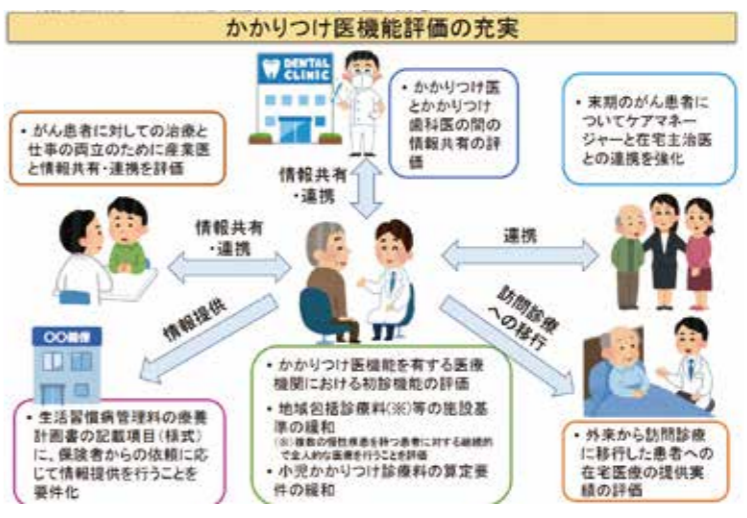 かかりつけ医機能評価の充実
DENTAL
CLINIC
・かかりつけ医
とかかりつけ
歯科医の間の
情報共有の評
価
・末期のがん患者に
ついてケアマネー
ジャーと在宅主治医
との連携を強化
・がん患者に対しての治療と
仕事の両立のために産業医
と情報共有・連携を評価
情報共有
・連携
情報共有
・連携
連携
情報提供
訪問診療
への移行
・かかりつけ医機能を有する医療
機関における初診機能の評価
・地域包括診療料(※)等の施設基
準の緩和
(※)複数の慢性疾患を持つ患者に対する継続的
で全人的な医療を行うことを評価
・小児かかりつけ診療料の算定要
件の緩和
・生活習慣病管理料の療養
計画書の記載項目(様式)
に、保険者からの依頼に応
じて情報提供を行うことを
要件化
・外来から訪問診療
に移行した患者への
在宅医療の提供実
績の評価